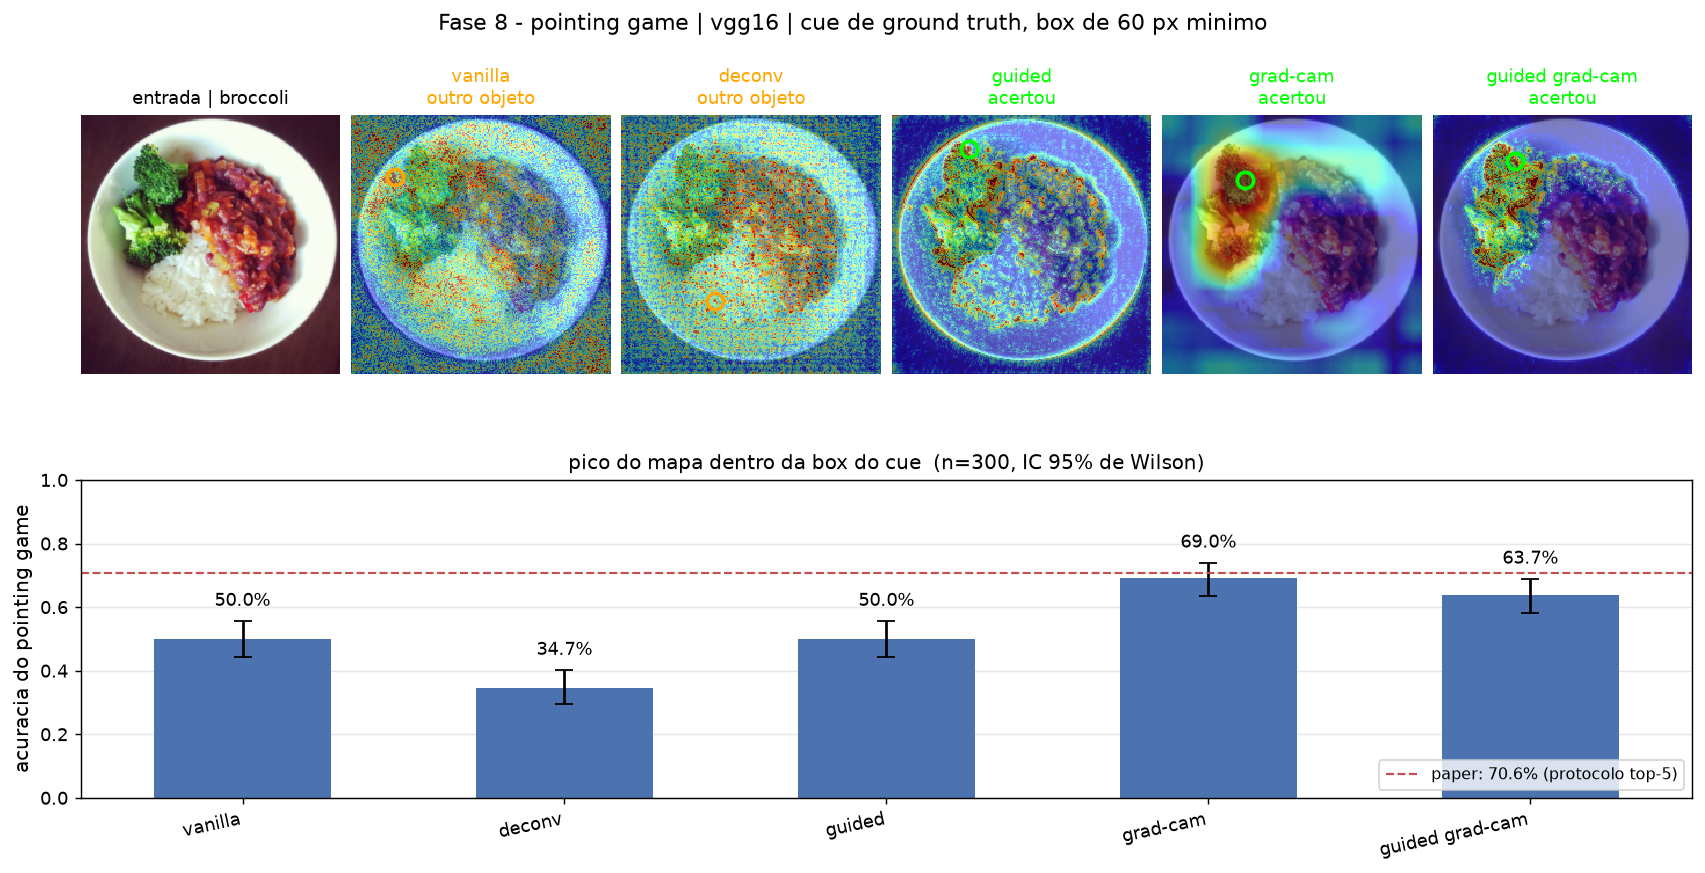 Fase 8 - pointing game | vgg16 | cue de ground truth, box de 60 px minimo
entrada | broccoli
vanilla
outro objeto
deconv
outro objeto
guided
acertou
grad-cam
acertou
guided grad-cam
acertou
pico do mapa dentro da box do cue  (n=300, IC 95% de Wilson)
acuracia do pointing game
1.0
0.8
0.6
0.4
0.2
0.0
50.0%
34.7%
50.0%
69.0%
63.7%
paper: 70.6% (protocolo top-5)
vanilla
deconv
guided
grad-cam
guided grad-cam